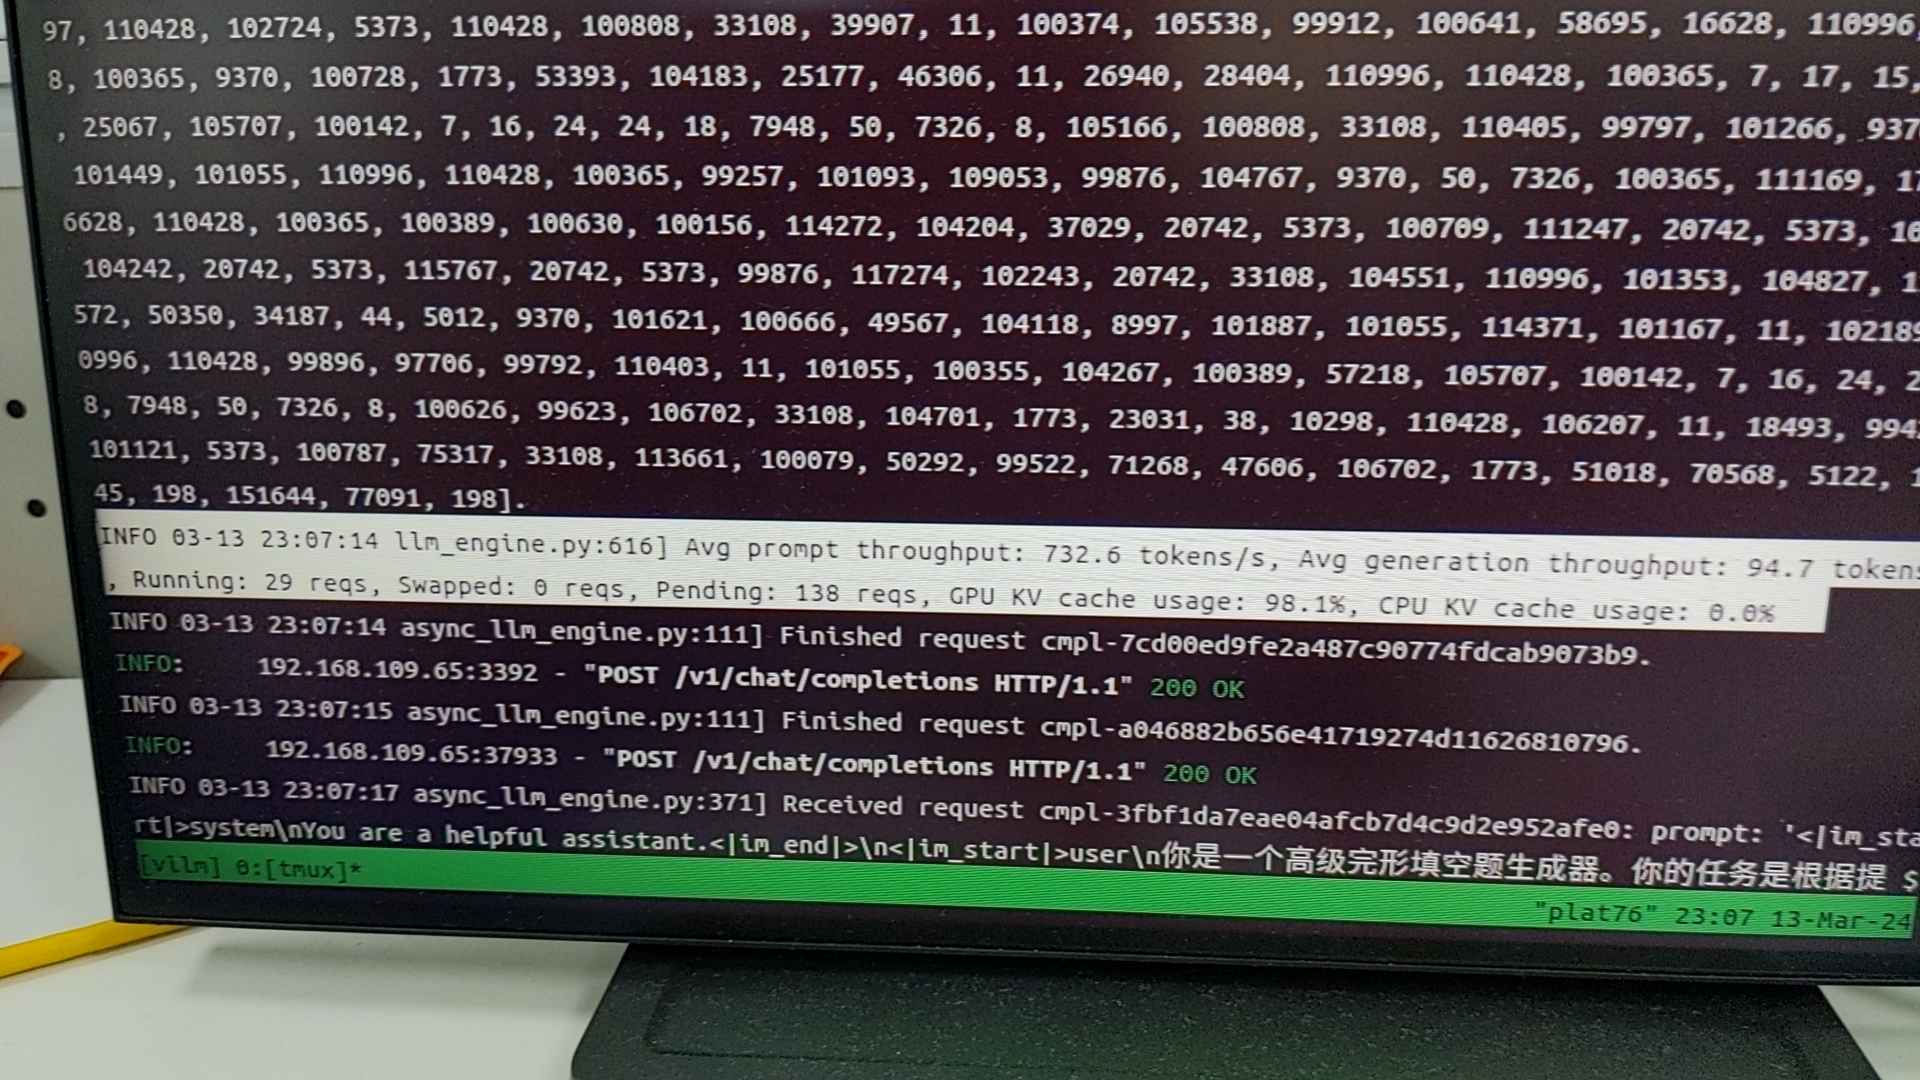 97, 110428, 102724, 5373, 110428, 100808, 33108, 39907, 11, 100374, 105538, 99912, 100641, 58695, 16628, 110996,
8, 100365, 9370, 100728, 1773, 53393, 104183, 25177, 46306, 11, 26940, 28404, 110996, 110428, 100365, 7, 17, 15,
, 25067, 105707, 100142, 7, 16, 24, 24, 18, 7948, 50, 7326, 8, 105166, 100808, 33108, 110405, 99797, 101266, 937
101449, 101055, 110996, 110428, 100365, 99257, 101093, 109053, 99876, 104767, 9370, 50, 7326, 100365, 111169, 17
6628, 110428, 100365, 100389, 100630, 100156, 114272, 104204, 37029, 20742, 5373, 100709, 111247, 20742, 5373, 10
104242, 20742, 5373, 115767, 20742, 5373, 99876, 117274, 102243, 20742, 33108, 104551, 110996, 101353, 104827, 1
572, 50350, 34187, 44, 5012, 9370, 101621, 100666, 49567, 104118, 8997, 101887, 101055, 114371, 101167, 11, 102189
0996, 110428, 99896, 97706, 99792, 110403, 11, 101055, 100355, 104267, 100389, 57218, 105707, 100142, 7, 16, 24, 2
8, 7948, 50, 7326, 8, 100626, 99623, 106702, 33108, 104701, 1773, 23031, 38, 10298, 110428, 106207, 11, 18493, 994
101121, 5373, 100787, 75317, 33108, 113661, 100079, 50292, 99522, 71268, 47606, 106702, 1773, 51018, 70568, 5122, 1
45, 198, 151644, 77091, 198].
INFO 03-13 23:07:14 llm_engine.py:616] Avg prompt throughput: 732.6 tokens/s, Avg generation throughput: 94.7 tokens
, Running: 29 reqs, Swapped: 0 reqs, Pending: 138 reqs, GPU KV cache usage: 98.1%, CPU KV cache usage: 0.0%
INFO 03-13 23:07:14 async_llm_engine.py:111] Finished request cmpl-7cd00ed9fe2a487c90774fdcab9073b9.
INFO:     192.168.109.65:3392 - "POST /v1/chat/completions HTTP/1.1" 200 OK
INFO 03-13 23:07:15 async_llm_engine.py:111] Finished request cmpl-a046882b656e41719274d11626810796.
INFO:     192.168.109.65:37933 - "POST /v1/chat/completions HTTP/1.1" 200 OK
INFO 03-13 23:07:17 async_llm_engine.py:371] Received request cmpl-3fbf1da7eae04afcb7d4c9d2e952afe0: prompt: '<|im_sta
rt|>system\nYou are a helpful assistant.<|im_end|>\n<|im_start|>user\n你是一个高级完形填空题生成器。你的任务是根据提 $
[vllm] 0:[tmux]* "plat76" 23:07 13-Mar-24